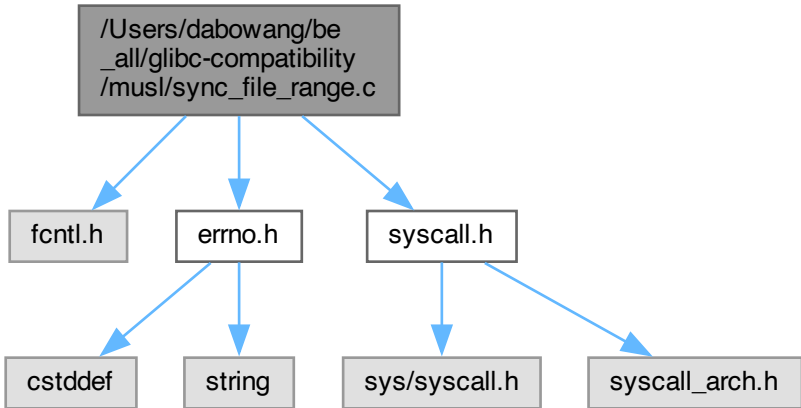 /Users/dabowang/be
_all/glibc-compatibility
/musl/sync_file_range.c
fcntl.h
errno.h
syscall.h
cstddef
string
sys/syscall.h
syscall_arch.h